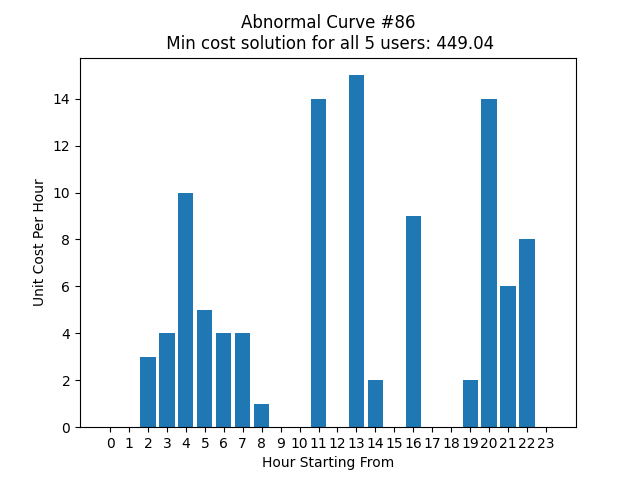 Abnormal Curve #86
Min cost solution for all 5 users: 449.04
Unit Cost Per Hour
14
12
10
8
6
4
2
0
0 1 2 3 4 5 6 7 8 9 10 11 12 13 14 15 16 17 18 19 20 21 22 23
Hour Starting From